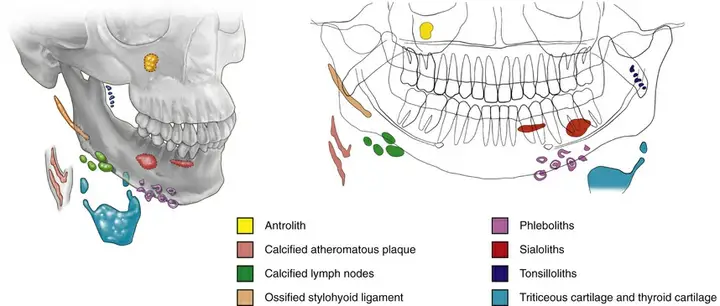 Antrolith
Calcified atheromatous plaque
Calcified lymph nodes
Ossified stylohyoid ligament
Phleboliths
Sialoliths
Tonsilloliths
Triticeous cartilage and thyroid cartilage